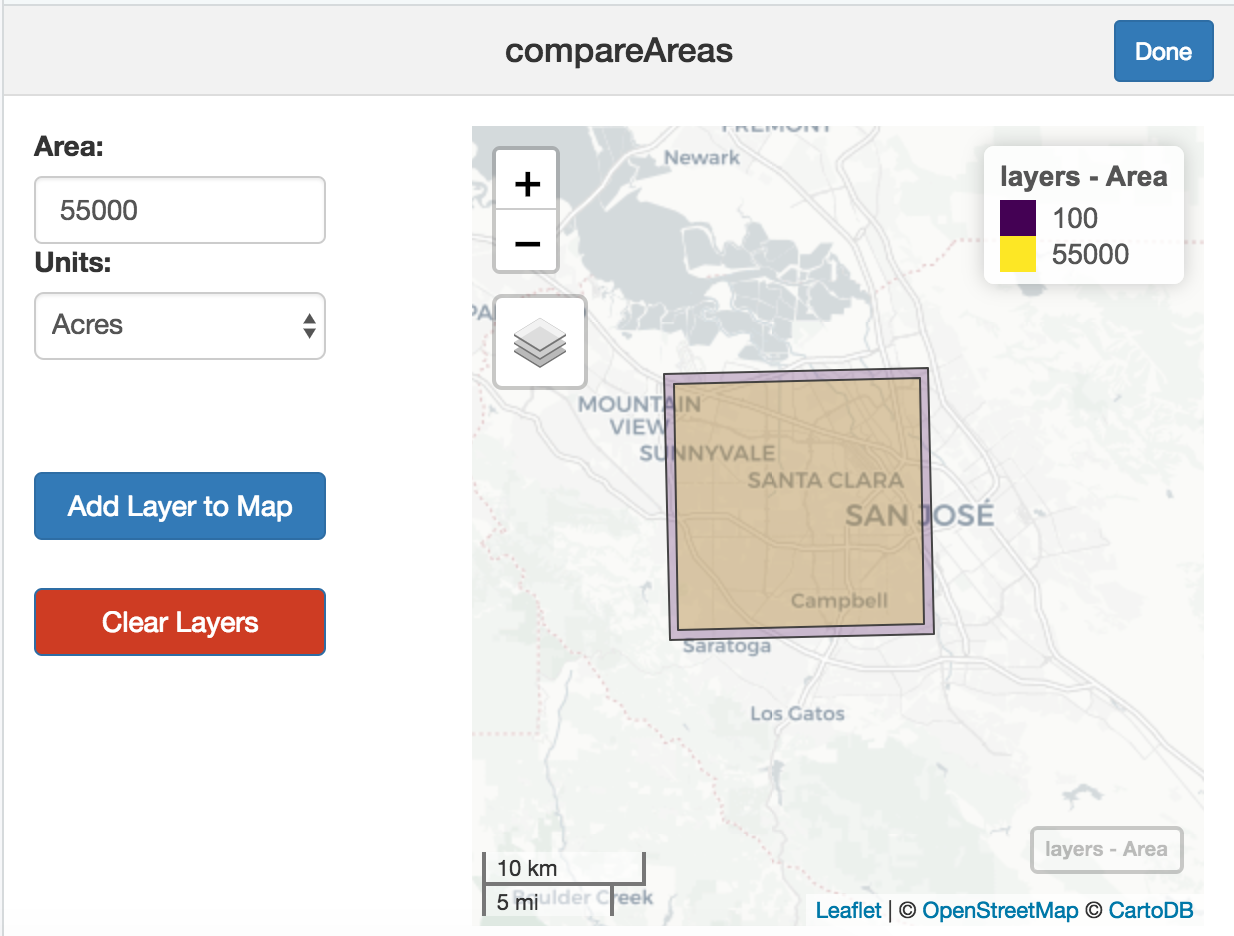 compareAreas
Done
Area:
55000
Units:
Acres
Add Layer to Map
Clear Layers
+
−
layers - Area
100
55000
FREMONT
Newark
PA
MOUNTAIN
VIEW
SUNNYVALE
SANTA CLARA
SAN JOSÉ
Campbell
Saratoga
Los Gatos
layers - Area
10 km
Boulder Creek
5 mi
Leaflet | © OpenStreetMap © CartoDB